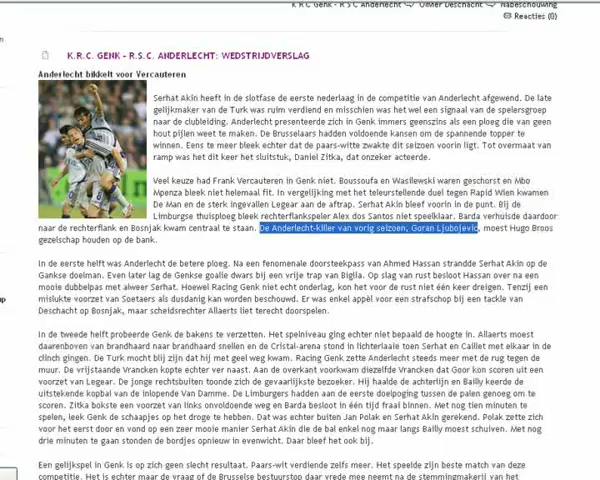 K R C Genk - R S C Anderlecht Olivier Deschacht Nabeschouwing
Reacties (0)
K.R.C. GENK - R.S.C. ANDERLECHT: WEDSTRIJDVERSLAG
Anderlecht bikkelt voor Vercauteren
Serhat Akin heeft in de slotfase de eerste nederlaag in de competitie van Anderlecht afgewend. De late
gelijkmaker van de Turk was ruim verdiend en misschien was het wel een signaal van de spelersgroep
naar de clubleiding. Anderlecht presenteerde zich in Genk immers geenszins als een ploeg die van geen
hout pijlen weet te maken. De Brusselaars hadden voldoende kansen om de spannende topper te
winnen. Eens te meer bleek echter dat de paars-witte zwakte dit seizoen voorin ligt. Tot overmaat van
ramp was het dit keer het sluitstuk, Daniel Zitka, dat onzeker acteerde.
Veel keuze had Frank Vercauteren in Genk niet. Boussoufa en Wasilewski waren geschorst en Mbo
Mpenza bleek niet helemaal fit. In vergelijking met het teleurstellende duel tegen Rapid Wien kwamen
De Man en de sterk ingevallen Legear aan de aftrap. Serhat Akin bleef voorin in de punt. Bij de
Limburgse thuisploeg bleek rechterflankspeler Alex dos Santos niet speelklaar. Barda verhuisde daardoor
naar de rechterflank en Bosnjak kwam centraal te staan. De Anderlecht-killer van vorig seizoen, Goran Ljubojevic, moest Hugo Broos
gezelschap houden op de bank.
In de eerste helft was Anderlecht de betere ploeg. Na een fenomenale doorsteekpass van Ahmed Hassan strandde Serhat Akin op de
Gankse doelman. Even later lag de Genkse goalie dwars bij een vrije trap van Biglia. Op slag van rust besloot Hassan over na een
mooie dubbelpas met alweer Serhat. Hoewel Racing Genk niet echt onderlag, kon het voor de rust niet één keer dreigen. Tenzij een
mislukte voorzet van Soetaers als dusdanig kan worden beschouwd. Er was enkel appèl voor een strafschop bij een tackle van
Deschacht op Bosnjak, maar scheidsrechter Allaerts liet terecht doorspelen.
In de tweede helft probeerde Genk de bakens te verzetten. Het spelniveau ging echter niet bepaald de hoogte in. Allaerts moest
daarenboven van brandhaard naar brandhaard snellen en de Cristal-arena stond in lichterlaaie toen Serhat en Caillet met elkaar in de
clinch gingen. De Turk mocht blij zijn dat hij met geel weg kwam. Racing Genk zette Anderlecht steeds meer met de rug tegen de
muur. De vrijstaande Vrancken kopte echter ver naast. Aan de overkant voorkwam diezelfde Vrancken dat Goor kon scoren uit een
voorzet van Legear. De jonge rechtsbuiten toonde zich de gevaarlijkste bezoeker. Hij haalde de achterlijn en Bailly keerde de
uitstekende kopbal van de inlopende Van Damme. De Limburgers hadden aan de eerste doelpoging tussen de palen genoeg om te
scoren. Zitka bokste een voorzet van links onvoldoende weg en Barda besloot in één tijd fraai binnen. Met nog tien minuten te
spelen, leek Genk de schaapjes op het droge te hebben. Dat was echter buiten Jan Polak en Serhat Akin gerekend. Polak zette zich
voor het eerst door en vond op een zeer mooie manier Serhat Akin die de bal enkel nog maar langs Bailly moest schuiven. Met nog
drie minuten te gaan stonden de bordjes opnieuw in evenwicht. Daar bleef het ook bij.
Een gelijkspel in Genk is op zich geen slecht resultaat. Paars-wit verdiende zelfs meer. Het speelde zijn beste match van deze
competitie. Het is echter maar de vraag of de Brusselse bestuurstop daar vrede mee neemt na de stemmingmakerij van het